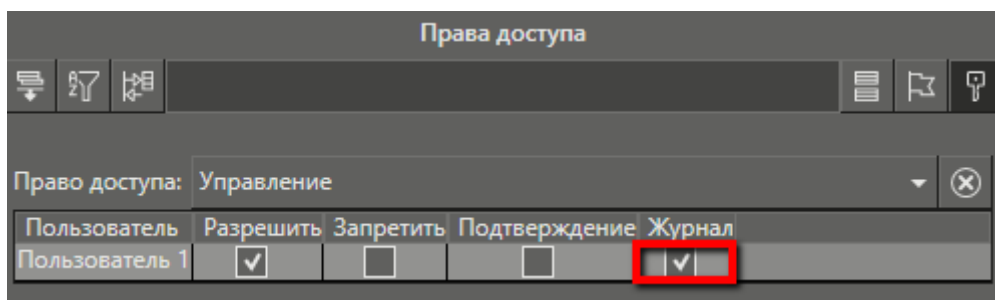 Права доступа
Право доступа: Управление
Пользователь Разрешить Запретить Подтверждение Журнал
Пользователь 1